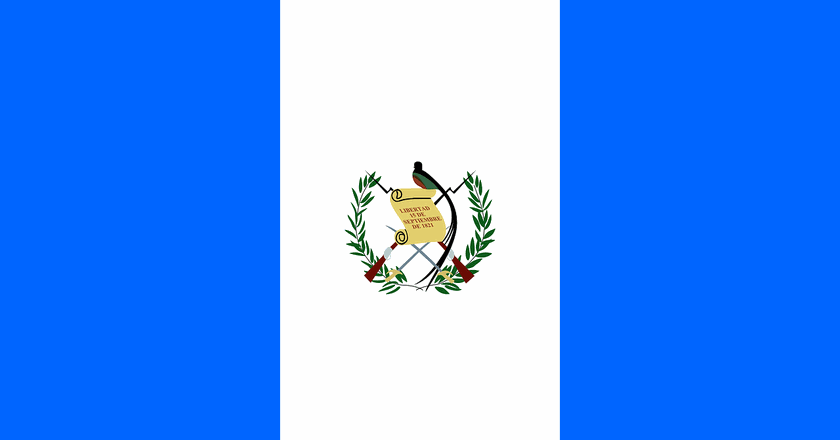 LIBERTAD
15 DE
SEPTIEMBRE
DE 1821